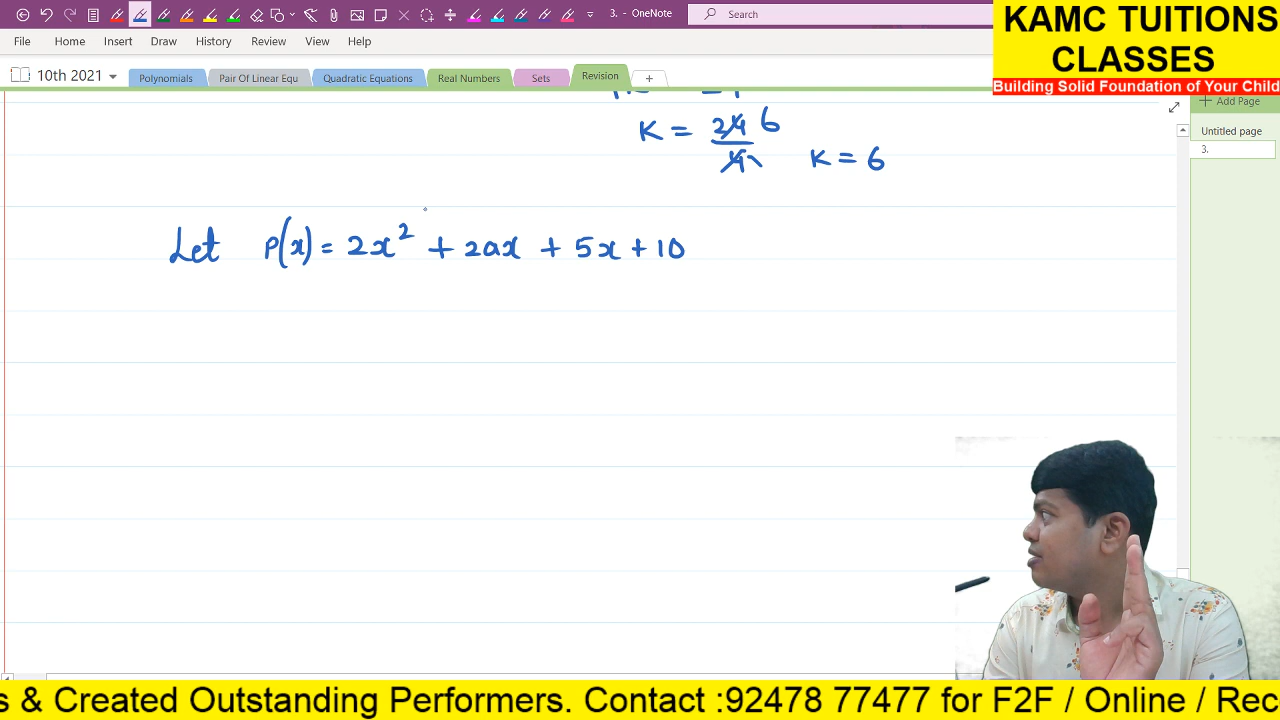 3. - OneNote
Search
KAMC TUITIONS
CLASSES
Building Solid Foundation of Your Child
File Home Insert Draw History Review View Help
10th 2021
Polynomials
Pair Of Linear Equ
Quadratic Equations
Real Numbers
Sets
Revision
+
+ Add Page
Untitled page
3.
K = 24/4 6
K = 6
Let P(x) = 2x² + 2ax + 5x + 10
s & Created Outstanding Performers. Contact :92478 77477 for F2F / Online / Rec